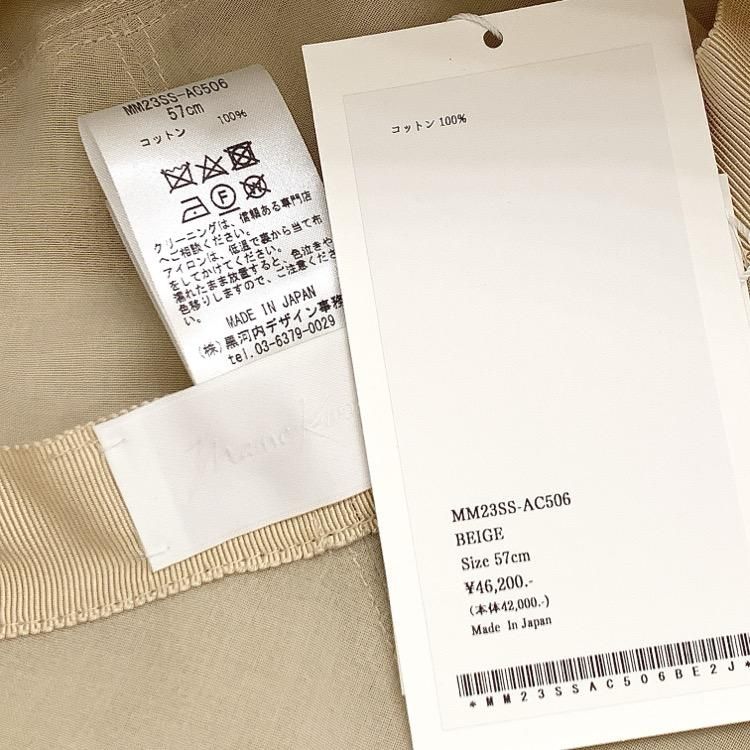 MM23SS-AC506
57cm
コットン 100%
クリーニングは、信頼ある専門店
へご相談ください。
アイロンは、低温で裏から当て布
をしてかけてください。
濡れたまま放置すると、色泣きや
色移りしますので、ご注意くださ
い。
MADE IN JAPAN
(株)黒河内デザイン事務
tel.03-6379-0029
Mame
コットン 100%
MM23SS-AC506
BEIGE
Size 57cm
¥46,200.-
(本体42,000.-)
Made In Japan
*MM23SSAC506BE2J*